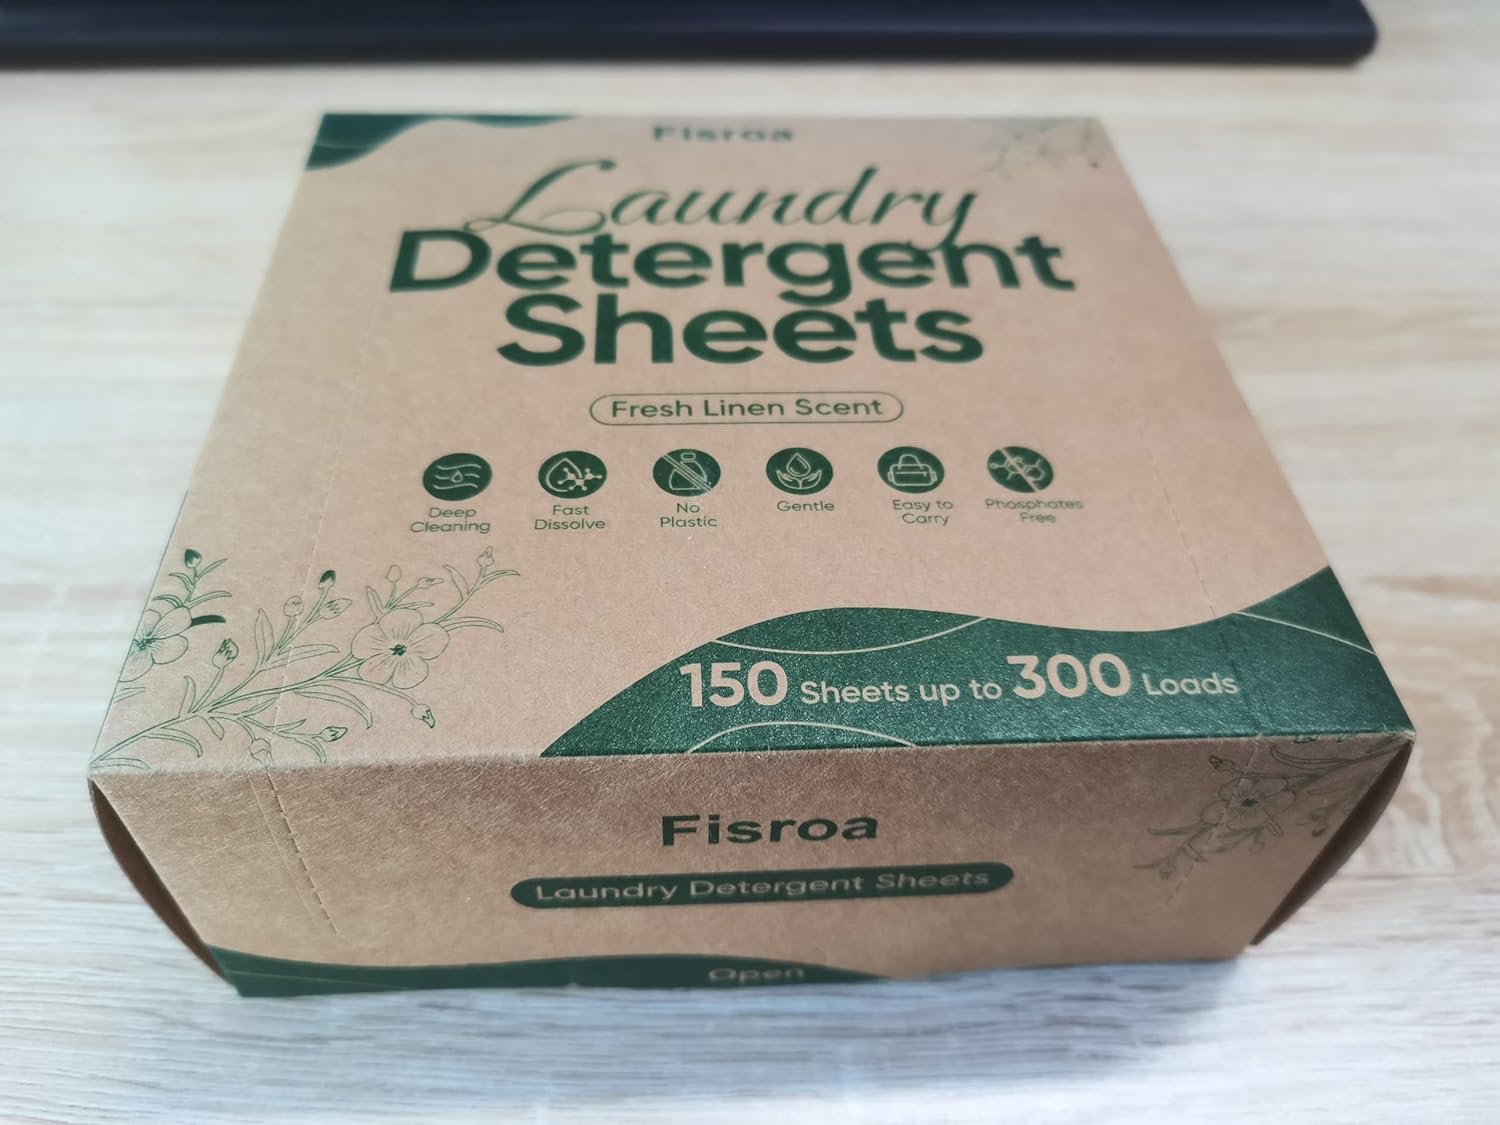 Fisroa
Laundry
Detergent
Sheets
Fresh Linen Scent
Deep
Cleaning
Fast
Dissolve
No
Plastic
Gentle
Easy to
Carry
Phosphates
Free
150 Sheets up to 300 Loads
Fisroa
Laundry Detergent Sheets
Open